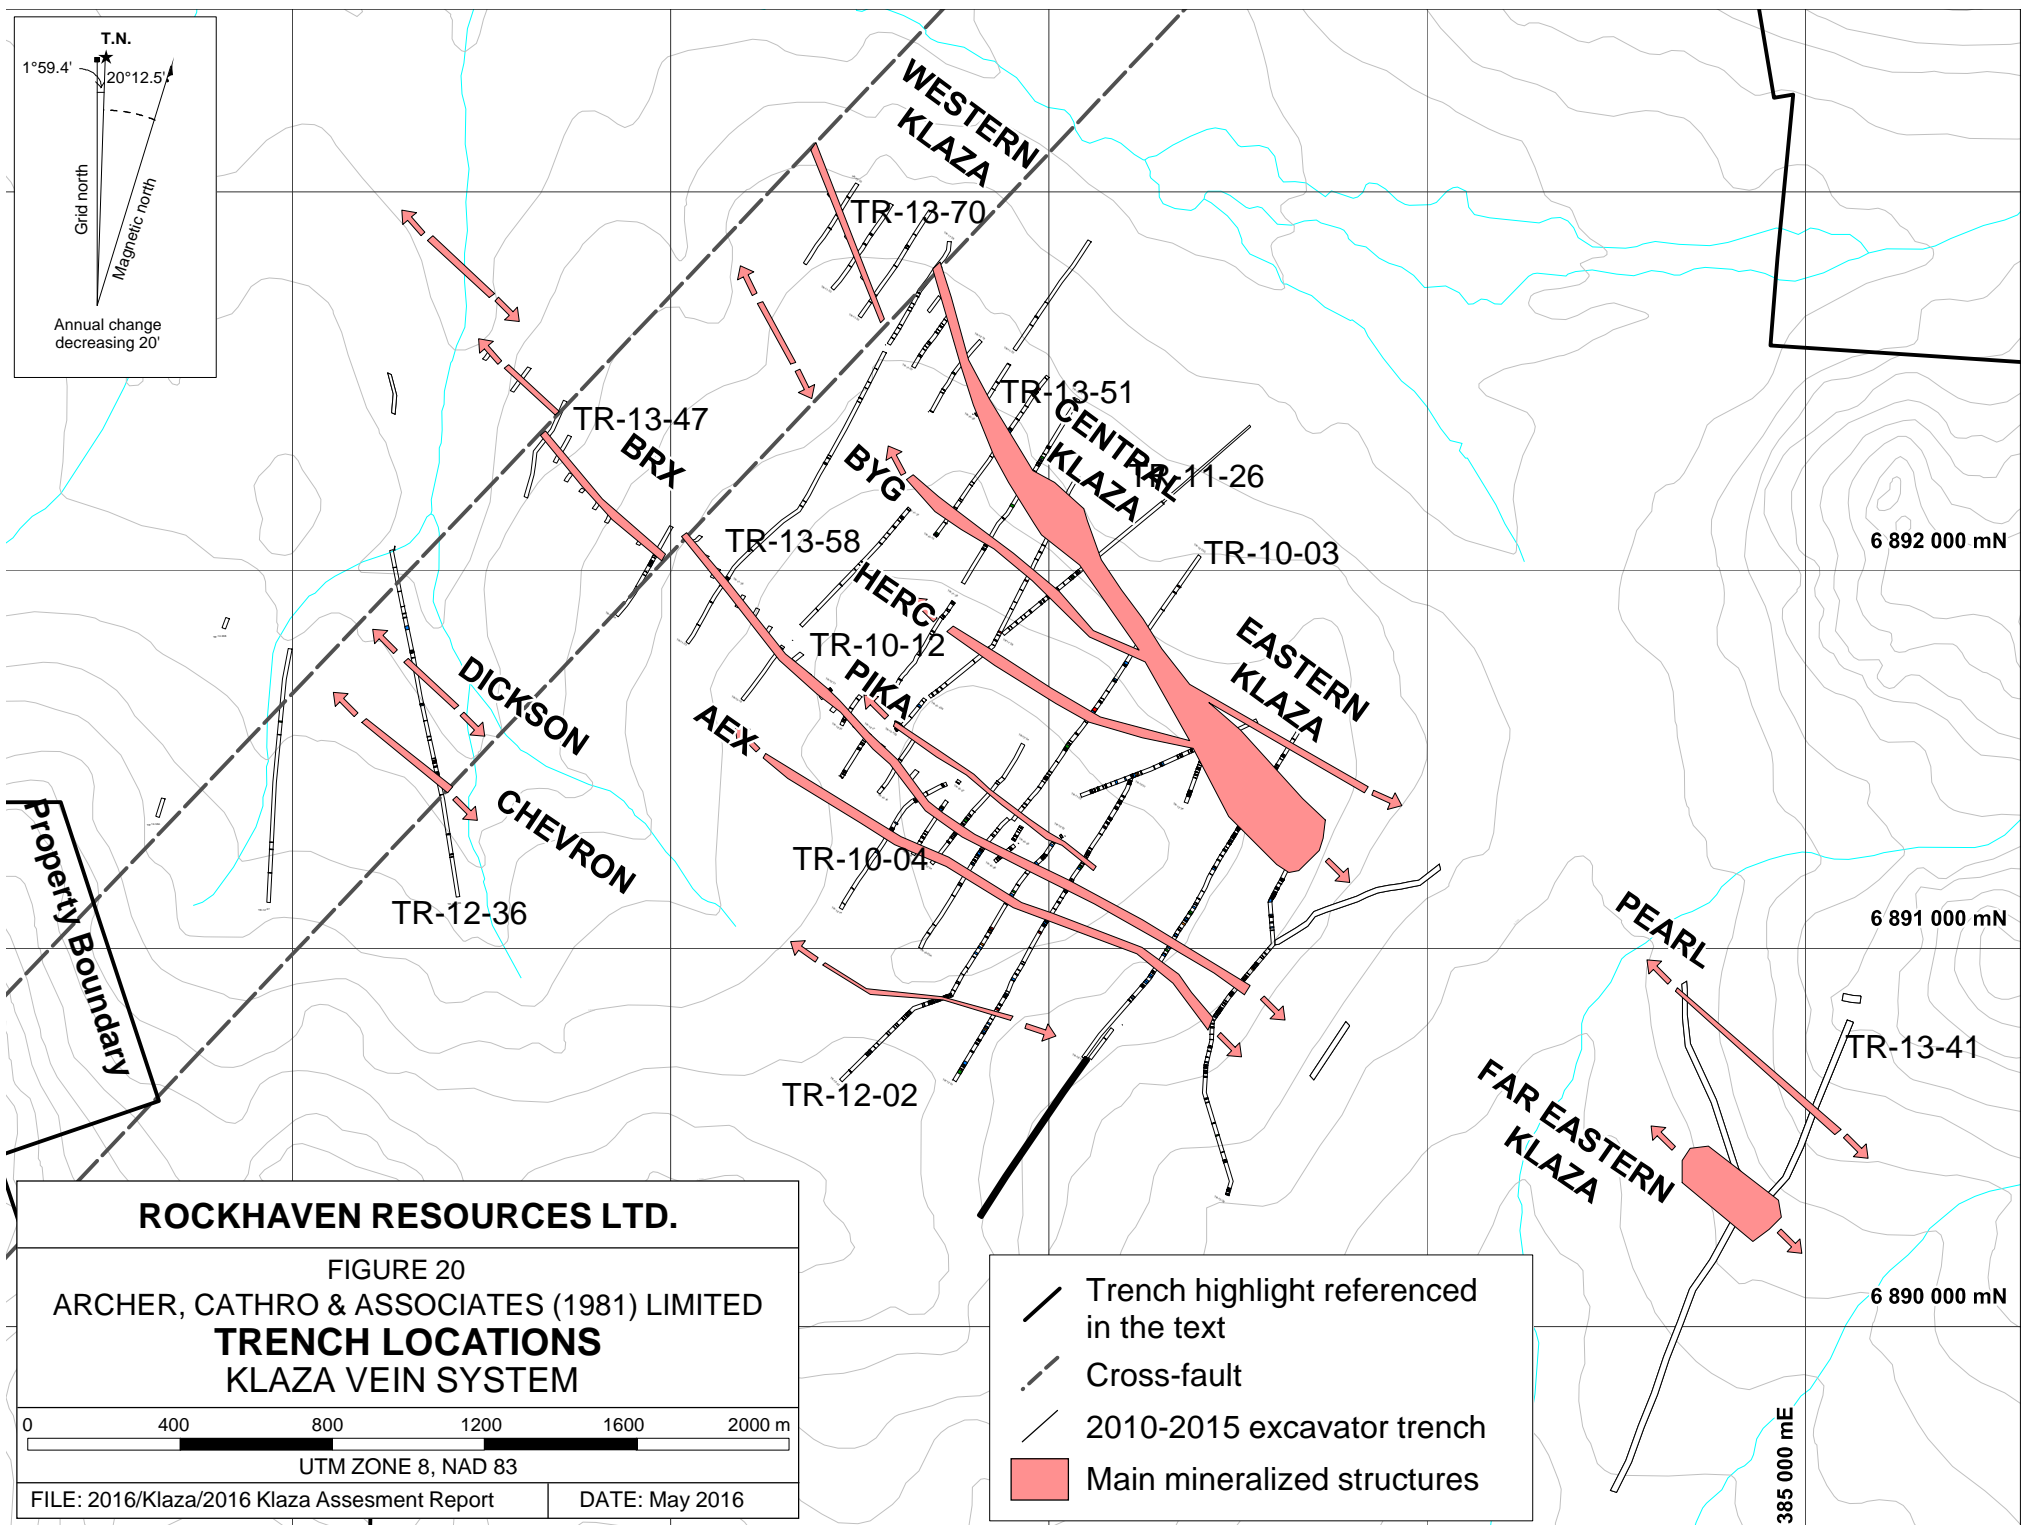 T.N.
1°59.4'
20°12.5'
Grid north
Magnetic north
Annual change
decreasing 20'
WESTERN
KLAZA
TR-13-70
TR-13-51
TR-13-47
BRX
CENTRAL
KLAZA
BYG
TR-11-26
TR-13-58
TR-10-03
6 892 000 mN
HERC
TR-10-12
EASTERN
KLAZA
PIKA
DICKSON
AEX
CHEVRON
TR-10-04
TR-12-36
Property Boundary
PEARL
6 891 000 mN
TR-13-41
TR-12-02
FAR EASTERN
KLAZA
6 890 000 mN
385 000 mE
ROCKHAVEN RESOURCES LTD.
FIGURE 20
ARCHER, CATHRO & ASSOCIATES (1981) LIMITED
TRENCH LOCATIONS
KLAZA VEIN SYSTEM
0 400 800 1200 1600 2000 m
UTM ZONE 8, NAD 83
FILE: 2016/Klaza/2016 Klaza Assesment Report
DATE: May 2016
Trench highlight referenced
in the text
Cross-fault
2010-2015 excavator trench
Main mineralized structures